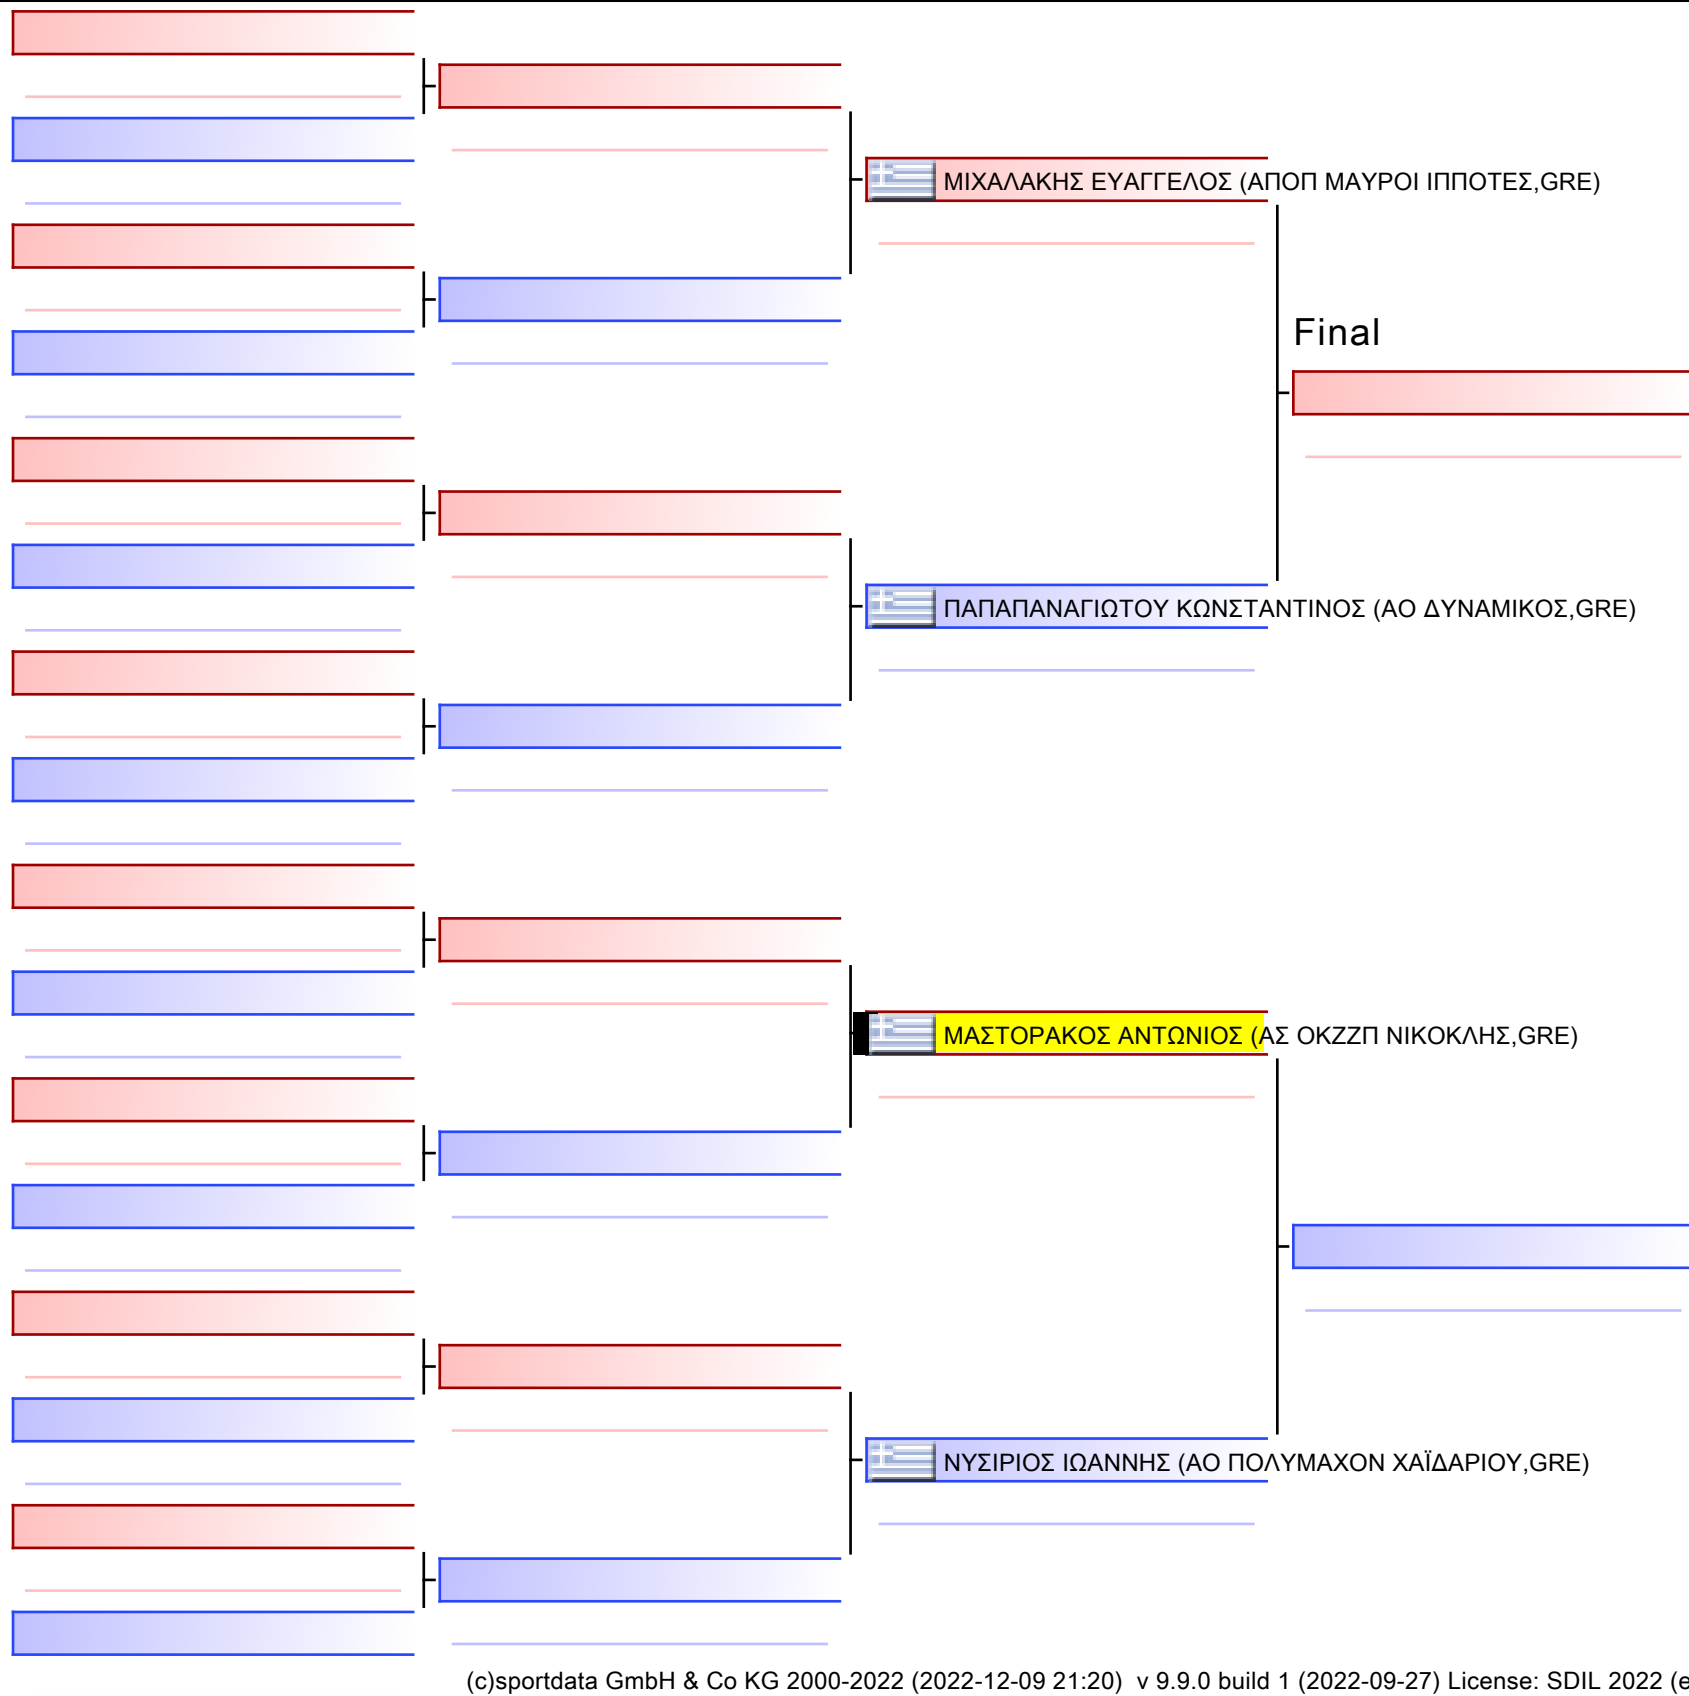 ΜΙΧΑΛΑΚΗΣ ΕΥΑΓΓΕΛΟΣ (ΑΠΟΠ ΜΑΥΡΟΙ ΙΠΠΟΤΕΣ,GRE)
Final
ΠΑΠΑΠΑΝΑΓΙΩΤΟΥ ΚΩΝΣΤΑΝΤΙΝΟΣ (ΑΟ ΔΥΝΑΜΙΚΟΣ,GRE)
ΜΑΣΤΟΡΑΚΟΣ ΑΝΤΩΝΙΟΣ (ΑΣ ΟΚΖΖΠ ΝΙΚΟΚΛΗΣ,GRE)
ΝΥΣΙΡΙΟΣ ΙΩΑΝΝΗΣ (ΑΟ ΠΟΛΥΜΑΧΟΝ ΧΑΪΔΑΡΙΟΥ,GRE)
(c)sportdata GmbH & Co KG 2000-2022 (2022-12-09 21:20) v 9.9.0 build 1 (2022-09-27) License: SDIL 2022 (e